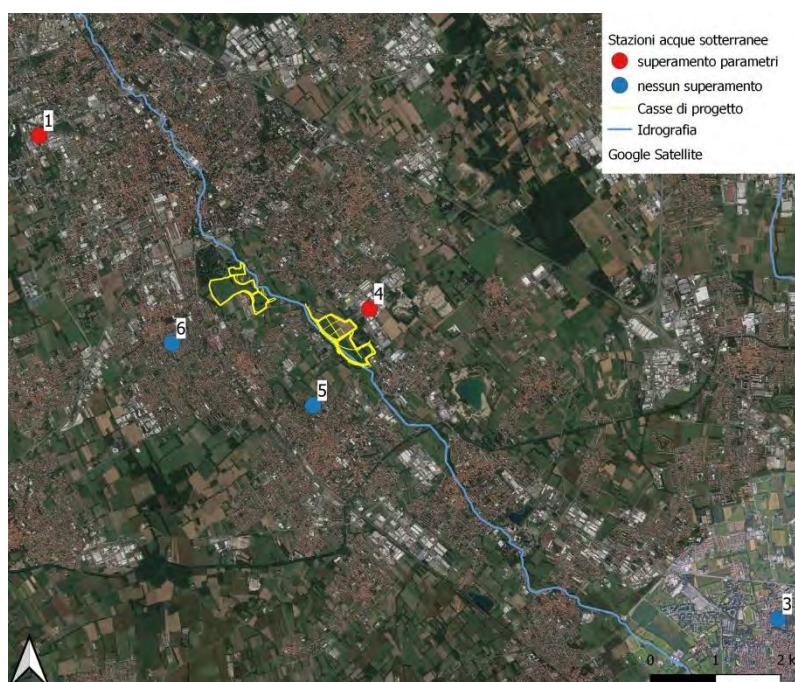 Stazioni acque sotterranee
superamento parametri
nessun superamento
Casse di progetto
Idrografia
Google Satellite
1
4
6
5
3
0 1 2 k